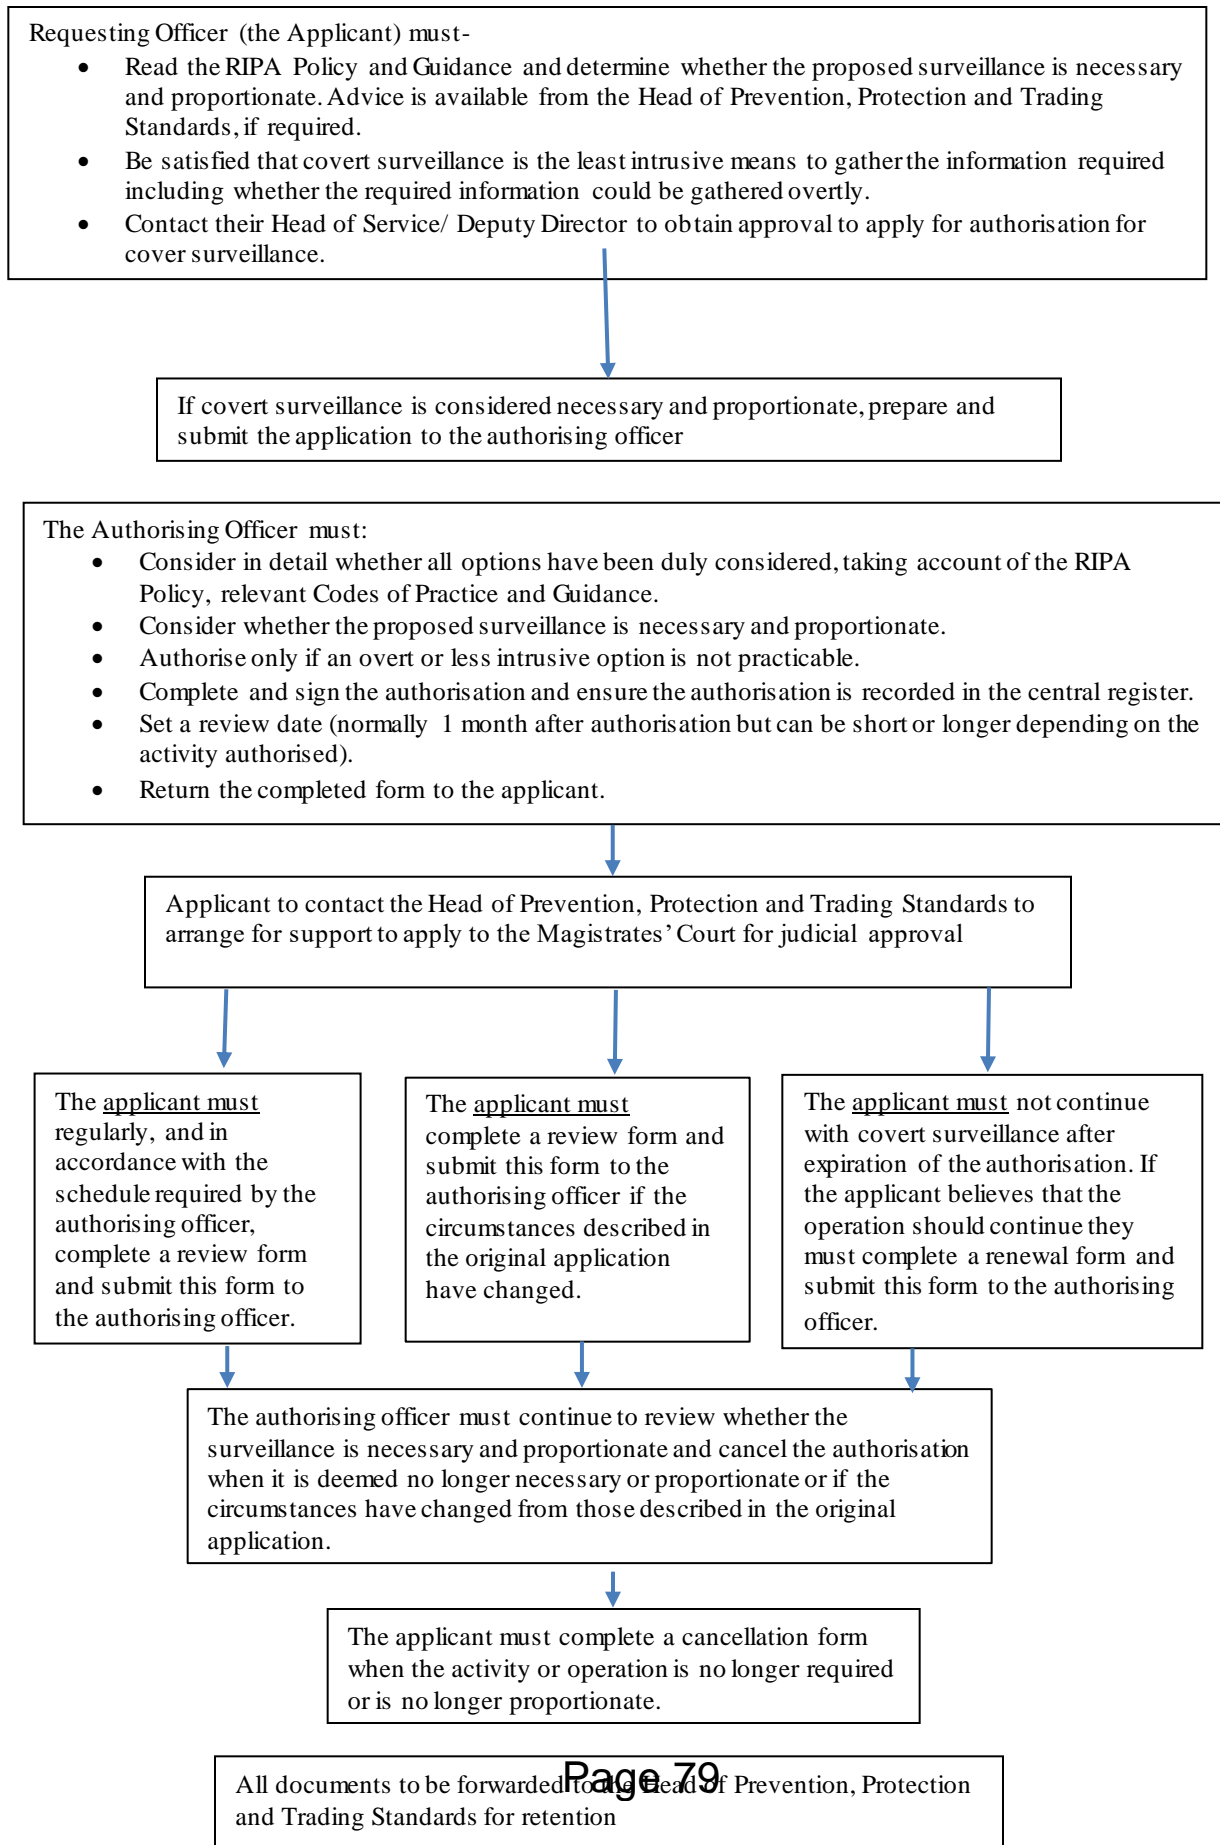 Requesting Officer (the Applicant) must-
• Read the RIPA Policy and Guidance and determine whether the proposed surveillance is necessary
and proportionate. Advice is available from the Head of Prevention, Protection and Trading
Standards, if required.
• Be satisfied that covert surveillance is the least intrusive means to gather the information required
including whether the required information could be gathered overtly.
• Contact their Head of Service/ Deputy Director to obtain approval to apply for authorisation for
cover surveillance.
If covert surveillance is considered necessary and proportionate, prepare and
submit the application to the authorising officer
The Authorising Officer must:
• Consider in detail whether all options have been duly considered, taking account of the RIPA
Policy, relevant Codes of Practice and Guidance.
• Consider whether the proposed surveillance is necessary and proportionate.
• Authorise only if an overt or less intrusive option is not practicable.
• Complete and sign the authorisation and ensure the authorisation is recorded in the central register.
• Set a review date (normally 1 month after authorisation but can be short or longer depending on the
activity authorised).
• Return the completed form to the applicant.
Applicant to contact the Head of Prevention, Protection and Trading Standards to
arrange for support to apply to the Magistrates' Court for judicial approval
The applicant must
regularly, and in
accordance with the
schedule required by the
authorising officer,
complete a review form
and submit this form to
the authorising officer.
The applicant must
complete a review form and
submit this form to the
authorising officer if the
circumstances described in
the original application
have changed.
The applicant must not continue
with covert surveillance after
expiration of the authorisation. If
the applicant believes that the
operation should continue they
must complete a renewal form and
submit this form to the authorising
officer.
The authorising officer must continue to review whether the
surveillance is necessary and proportionate and cancel the authorisation
when it is deemed no longer necessary or proportionate or if the
circumstances have changed from those described in the original
application.
The applicant must complete a cancellation form
when the activity or operation is no longer required
or is no longer proportionate.
All documents to be forwarded to the Head of Prevention, Protection
and Trading Standards for retention
Page 79